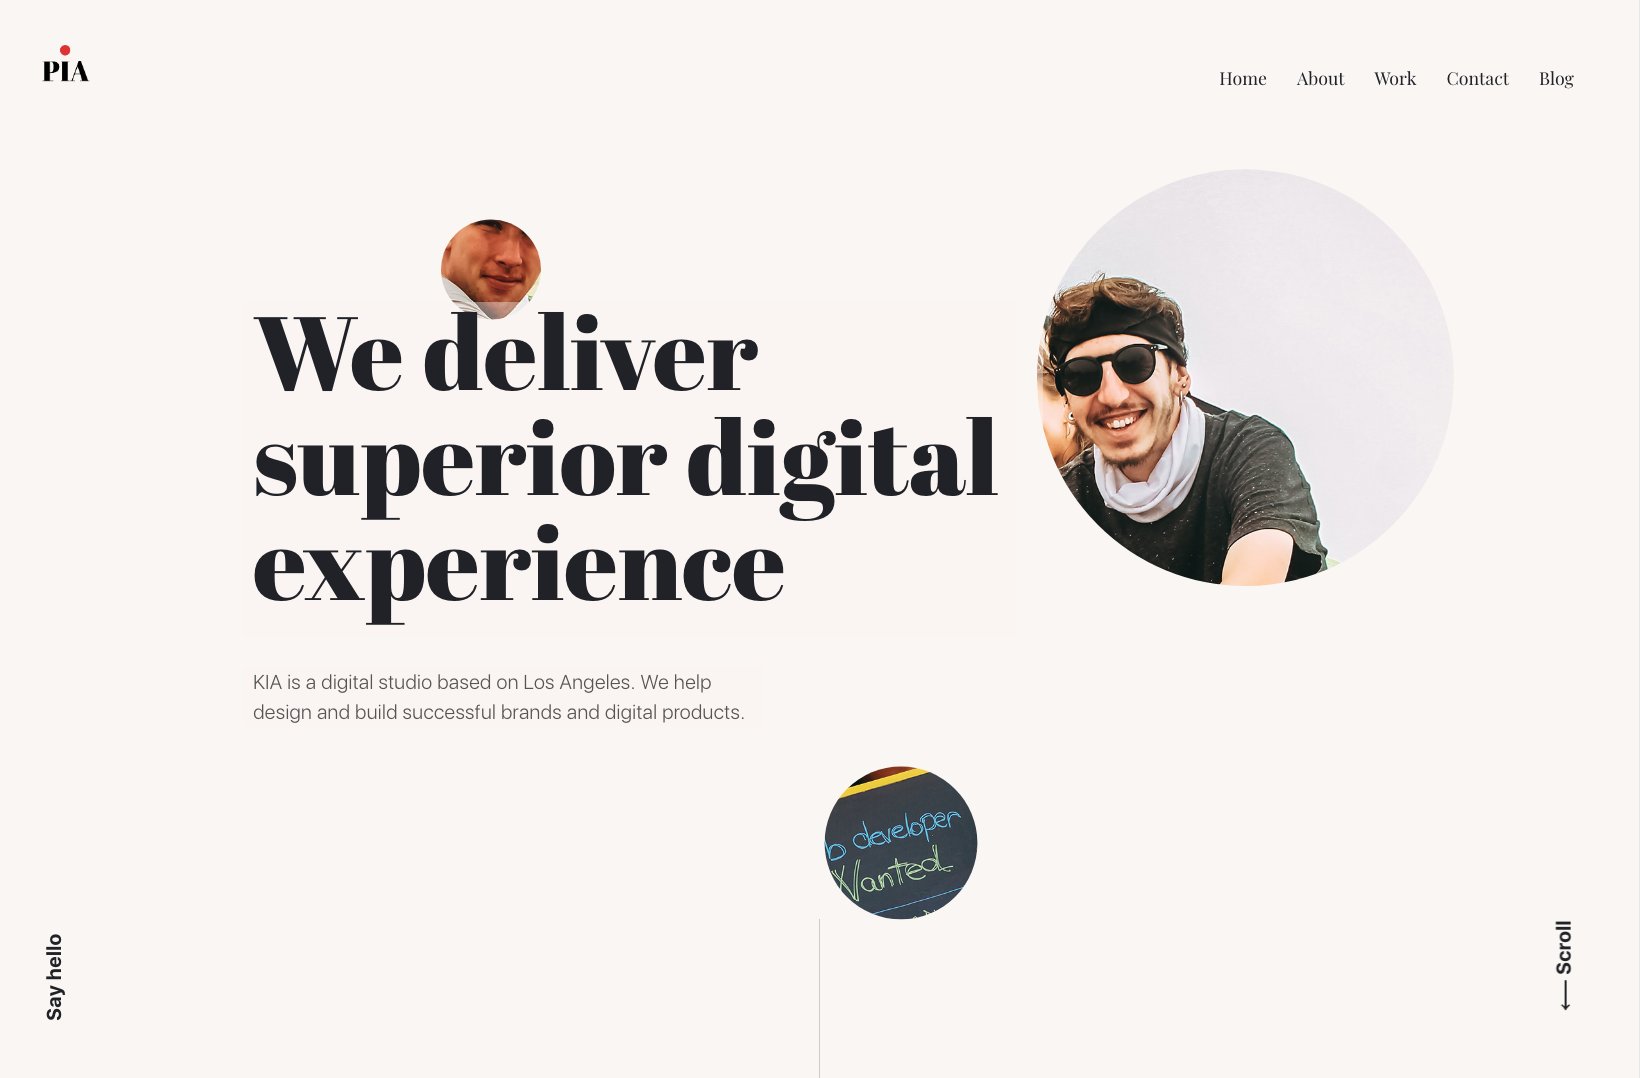 PIA
Home
About
Work
Contact
Blog
We deliver
superior digital
experience
KIA is a digital studio based on Los Angeles. We help
design and build successful brands and digital products.
b developer
Wanted
Say hello
Scroll